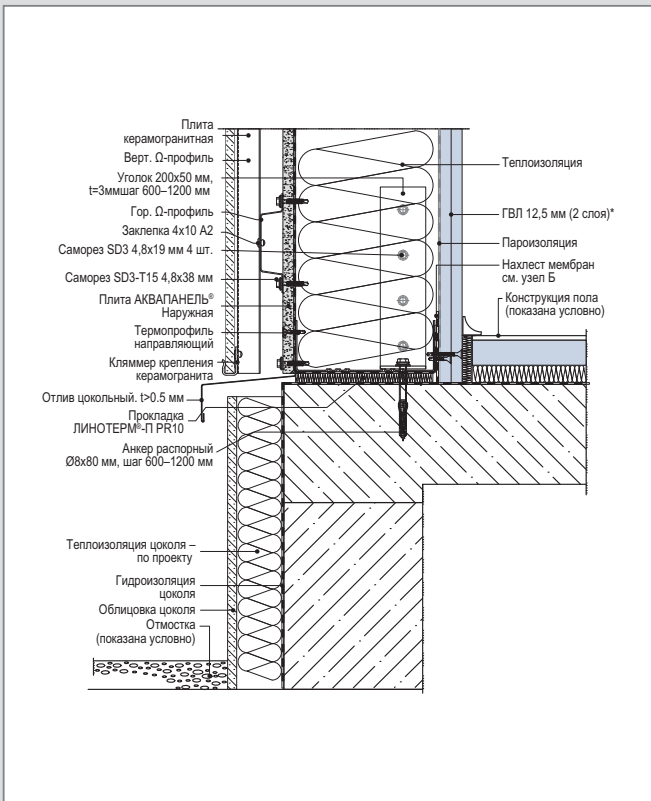 Плита
керамогранитная
Верт. Ω-профиль
Уголок 200х50 мм,
t=3ммшаг 600–1200 мм
Гор. Ω-профиль
Заклепка 4х10 А2
Саморез SD3 4,8х19 мм 4 шт.
Саморез SD3-T15 4,8х38 мм
Плита АКВАПАНЕЛЬ®
Наружная
Термопрофиль
направляющий
Кляммер крепления
керамогранита
Отлив цокольный. t>0.5 мм
Прокладка
ЛИНОТЕРМ®-П PR10
Анкер распорный
Ø8х80 мм, шаг 600–1200 мм
Теплоизоляция цоколя –
по проекту
Гидроизоляция
цоколя
Облицовка цоколя
Отмостка
(показана условно)
Теплоизоляция
ГВЛ 12,5 мм (2 слоя)*
Пароизоляция
Нахлест мембран
см. узел Б
Конструкция пола
(показана условно)